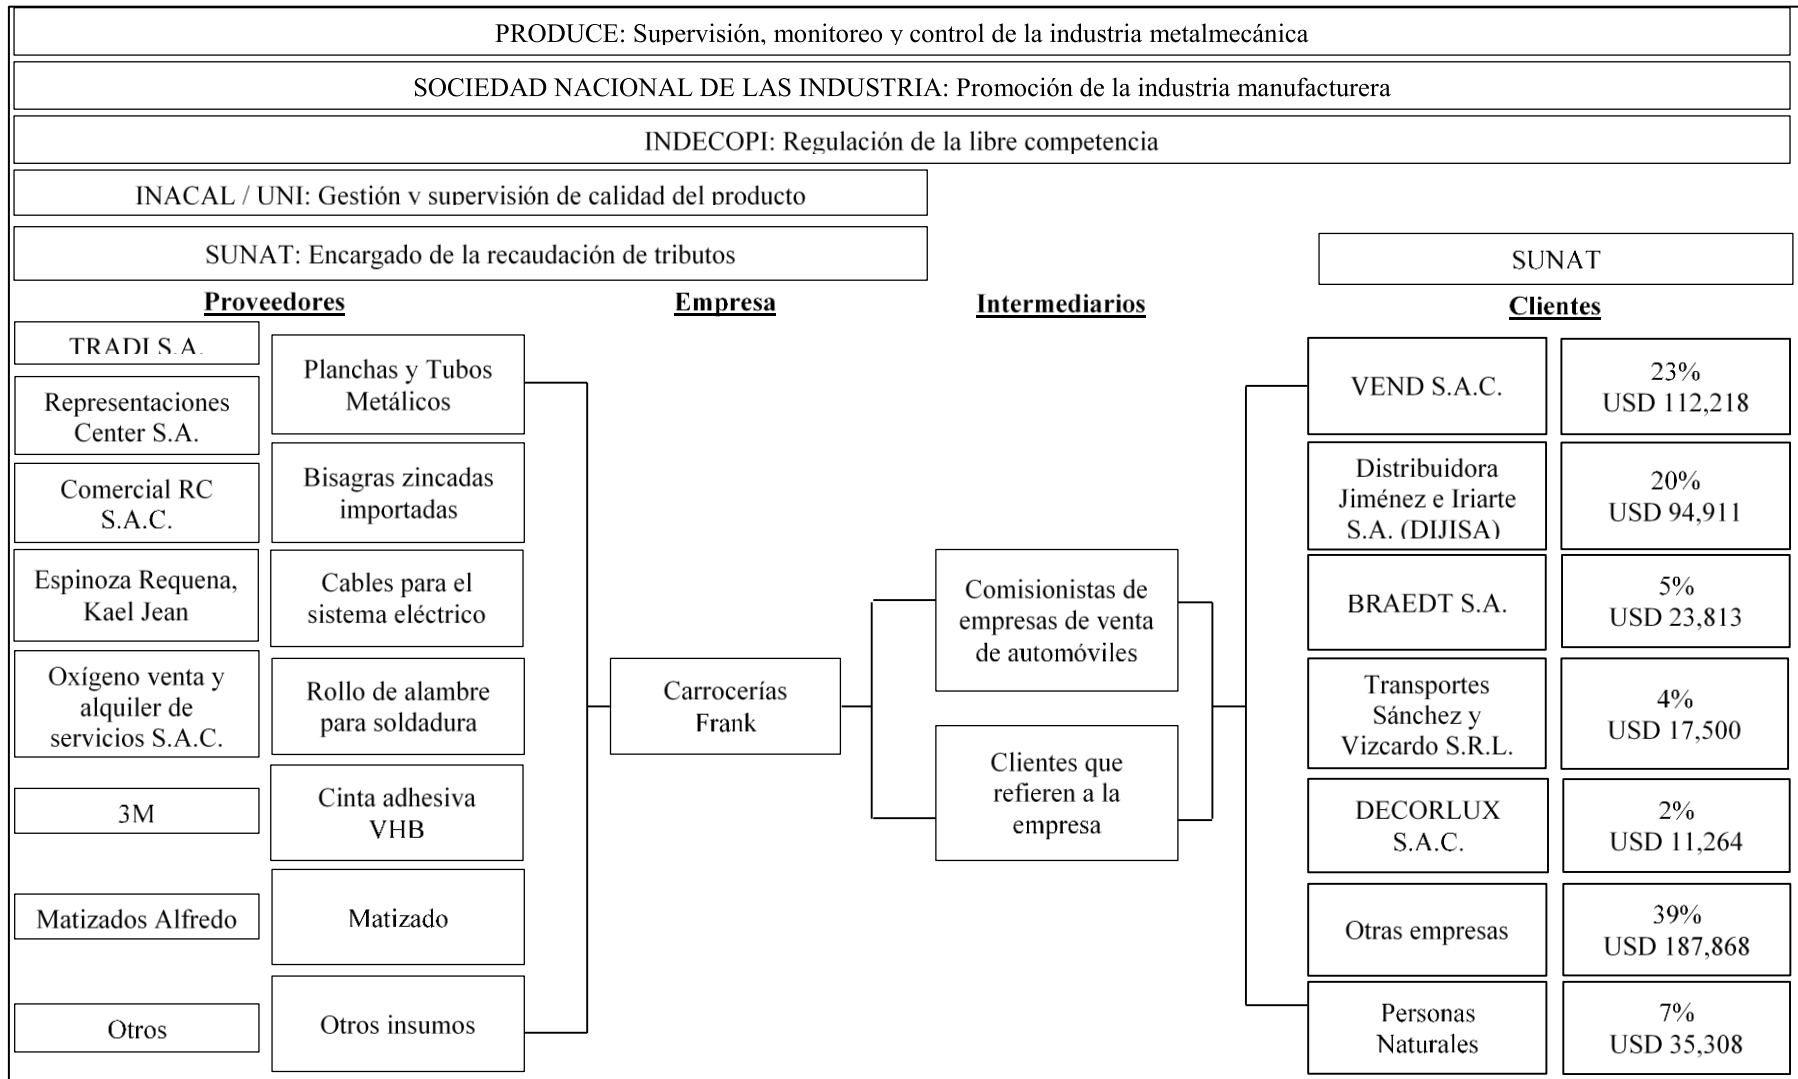 PRODUCE: Supervisión, monitoreo y control de la industria metalmecánica
SOCIEDAD NACIONAL DE LAS INDUSTRIA: Promoción de la industria manufacturera
INDECOPI: Regulación de la libre competencia
INACAL / UNI: Gestión y supervisión de calidad del producto
SUNAT: Encargado de la recaudación de tributos
SUNAT
Proveedores
Empresa
Intermediarios
Clientes
TRADI S.A.
Representaciones
Center S.A.
Comercial RC
S.A.C.
Espinoza Requena,
Kael Jean
Oxígeno venta y
alquiler de
servicios S.A.C.
3M
Matizados Alfredo
Otros
Planchas y Tubos
Metálicos
Bisagras zincadas
importadas
Cables para el
sistema eléctrico
Rollo de alambre
para soldadura
Cinta adhesiva
VHB
Matizado
Otros insumos
Carrocerías
Frank
Comisionistas de
empresas de venta
de automóviles
Clientes que
refieren a la
empresa
VEND S.A.C.
23%
USD 112,218
Distribuidora
Jiménez e Iriarte
S.A. (DIJISA)
20%
USD 94,911
BRAEDT S.A.
5%
USD 23,813
Transportes
Sánchez y
Vizcardo S.R.L.
4%
USD 17,500
DECORLUX
S.A.C.
2%
USD 11,264
Otras empresas
39%
USD 187,868
Personas
Naturales
7%
USD 35,308